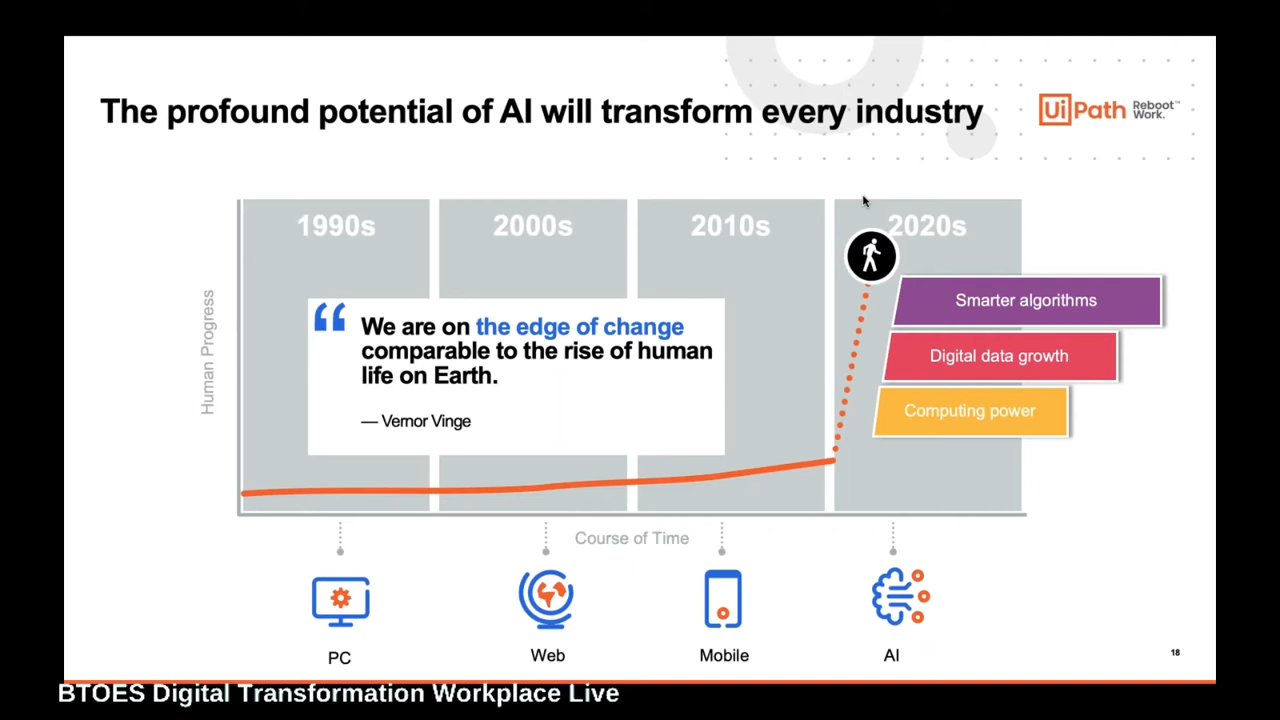 The profound potential of AI will transform every industry
UiPath Reboot Work.™
1990s
2000s
2010s
2020s
Human Progress
“ We are on the edge of change
comparable to the rise of human
life on Earth.
— Vernor Vinge
Smarter algorithms
Digital data growth
Computing power
Course of Time
PC
Web
Mobile
AI
18
BTOES Digital Transformation Workplace Live